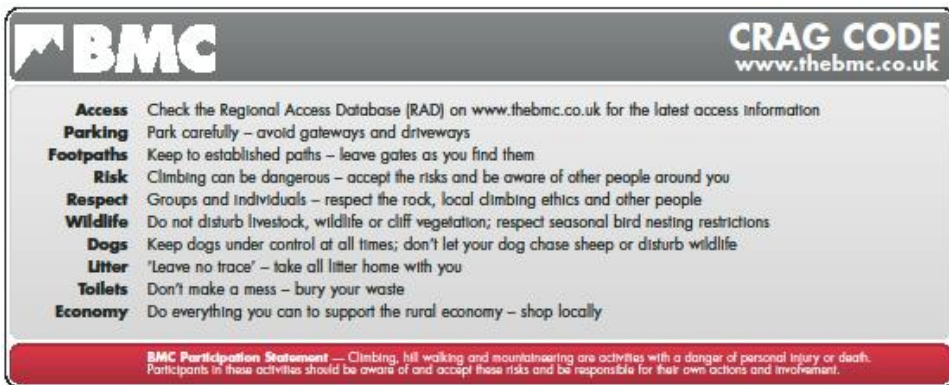 BMC
CRAG CODE
www.thebmc.co.uk
Access Check the Regional Access Database (RAD) on www.thebmc.co.uk for the latest access information
Parking Park carefully – avoid gateways and driveways
Footpaths Keep to established paths – leave gates as you find them
Risk Climbing can be dangerous – accept the risks and be aware of other people around you
Respect Groups and individuals – respect the rock, local climbing ethics and other people
Wildlife Do not disturb livestock, wildlife or cliff vegetation; respect seasonal bird nesting restrictions
Dogs Keep dogs under control at all times; don't let your dog chase sheep or disturb wildlife
Litter 'Leave no trace' – take all litter home with you
Toilets Don't make a mess – bury your waste
Economy Do everything you can to support the rural economy – shop locally
BMC Participation Statement — Climbing, hill walking and mountaineering are activities with a danger of personal injury or death.
Participants in these activities should be aware of and accept these risks and be responsible for their own actions and involvement.